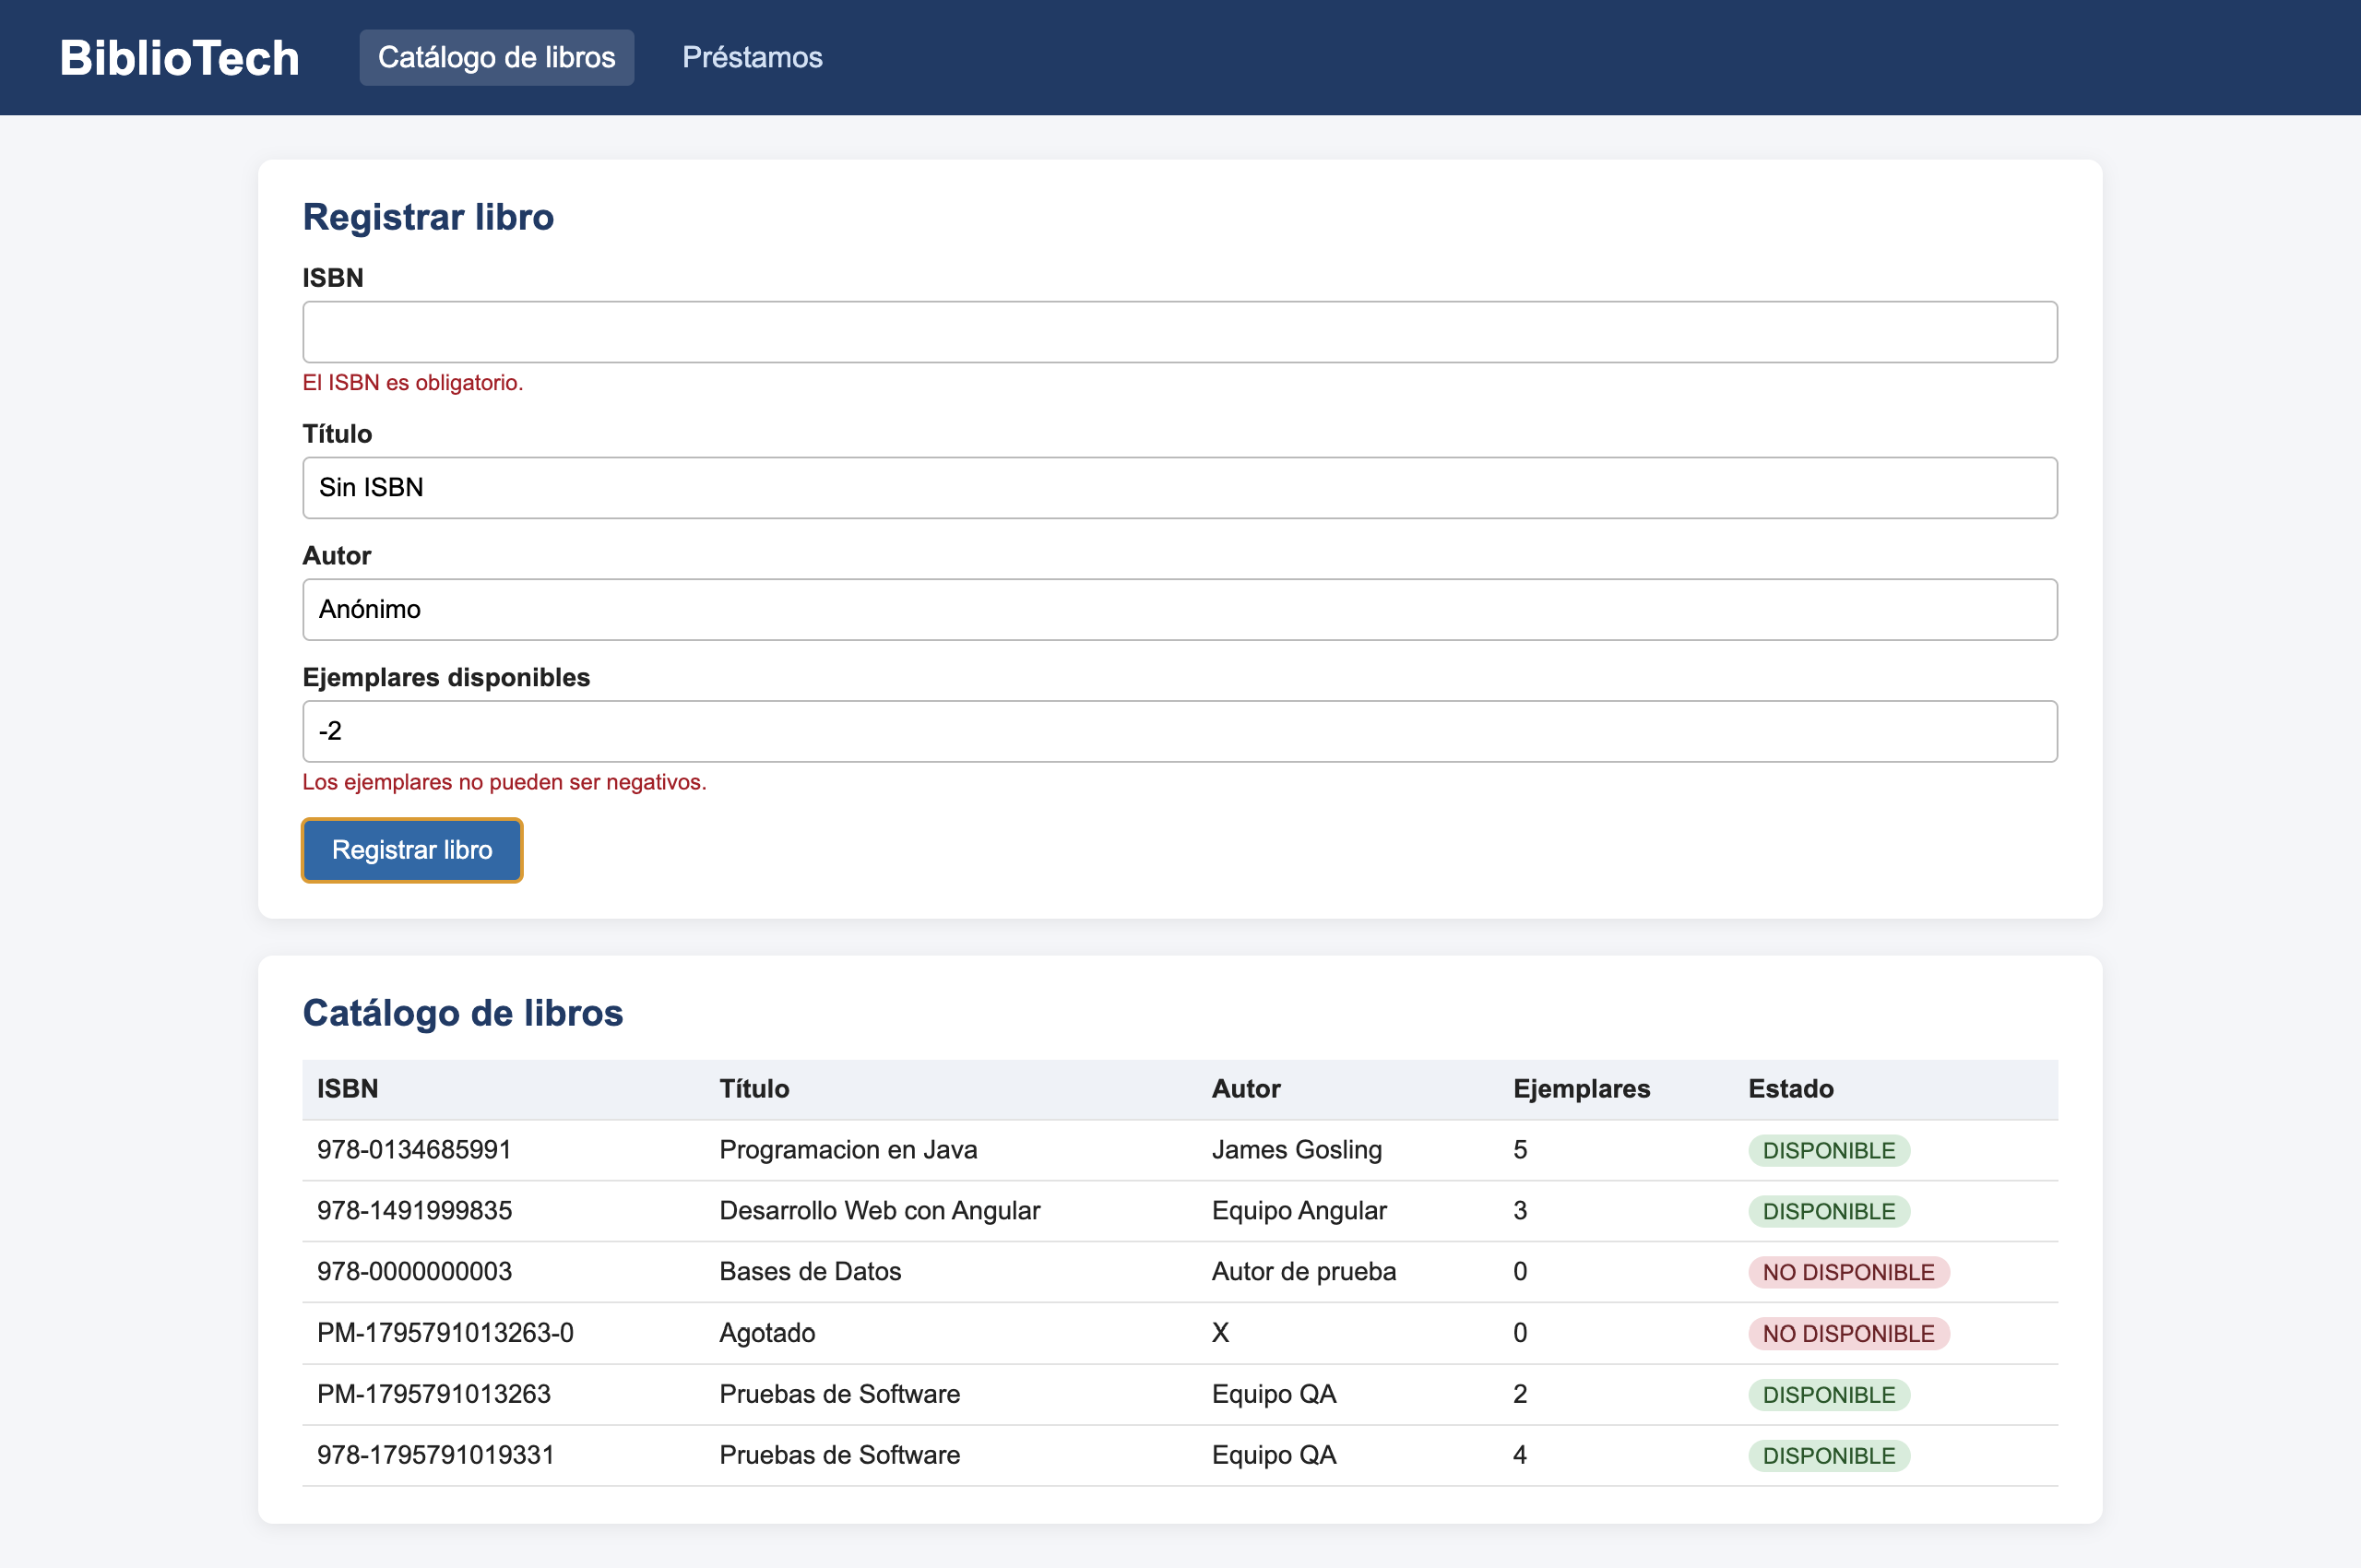 BiblioTech Catálogo de libros Préstamos
Registrar libro
ISBN
El ISBN es obligatorio.
Título
Sin ISBN
Autor
Anónimo
Ejemplares disponibles
-2
Los ejemplares no pueden ser negativos.
Registrar libro
Catálogo de libros
ISBN Título Autor Ejemplares Estado
978-0134685991 Programacion en Java James Gosling 5 DISPONIBLE
978-1491999835 Desarrollo Web con Angular Equipo Angular 3 DISPONIBLE
978-0000000003 Bases de Datos Autor de prueba 0 NO DISPONIBLE
PM-1795791013263-0 Agotado X 0 NO DISPONIBLE
PM-1795791013263 Pruebas de Software Equipo QA 2 DISPONIBLE
978-1795791019331 Pruebas de Software Equipo QA 4 DISPONIBLE